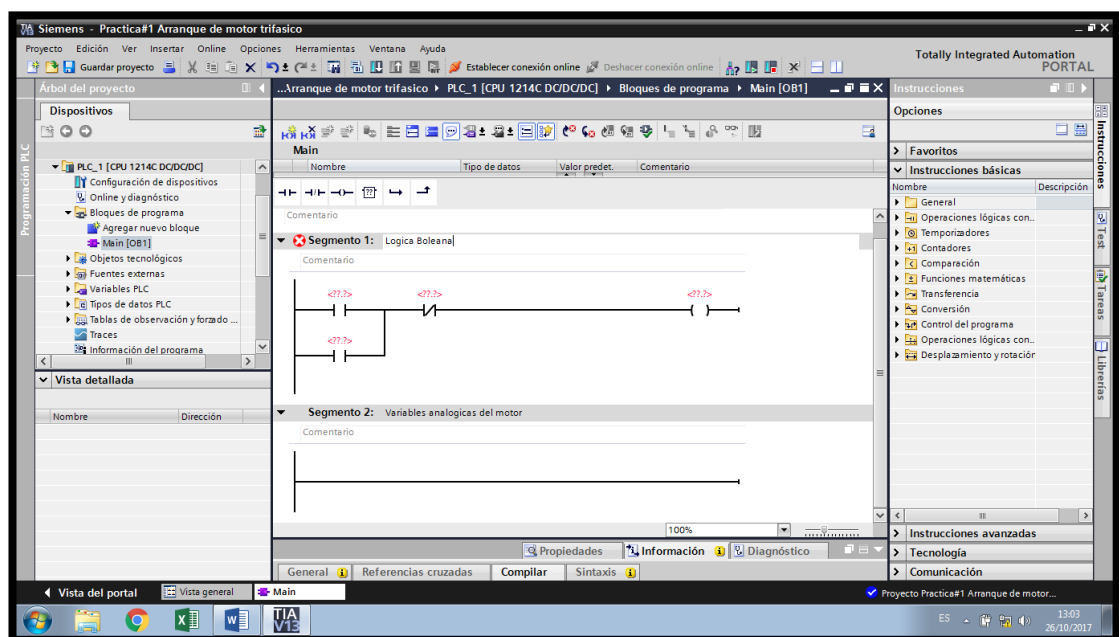 Siemens - Practica#1 Arranque de motor trifasico
Proyecto Edición Ver Insertar Online Opciones Herramientas Ventana Ayuda
Totally Integrated Automation
PORTAL
Guardar proyecto
Establecer conexión online
Deshacer conexión online
Árbol del proyecto
...Arranque de motor trifasico PLC_1 [CPU 1214C DC/DC/DC] Bloques de programa Main [OB1]
Instrucciones
Dispositivos
Opciones
Programación PLC
PLC_1 [CPU 1214C DC/DC/DC]
Configuración de dispositivos
Online y diagnóstico
Bloques de programa
Agregar nuevo bloque
Main [OB1]
Objetos tecnológicos
Fuentes externas
Variables PLC
Tipos de datos PLC
Tablas de observación y forzado ...
Traces
Información del programa
Vista detallada
Nombre Dirección
Main
Nombre Tipo de datos Valor predet. Comentario
??
Comentario
Segmento 1: Logica Boleana
Comentario
<??.?> <??.?> <??.?>
<??.?>
Segmento 2: Variables analogicas del motor
Comentario
100%
Propiedades Información Diagnóstico
General Referencias cruzadas Compilar Sintaxis
Favoritos
Instrucciones básicas
Nombre Descripción
General
Operaciones lógicas con...
Temporizadores
Contadores
Comparación
Funciones matemáticas
Transferencia
Conversión
Control del programa
Operaciones lógicas con...
Desplazamiento y rotación
Instrucciones avanzadas
Tecnología
Comunicación
Instrucciones
Test
Tareas
Librerías
Vista del portal Vista general Main
Proyecto Practica#1 Arranque de motor...
TIA
V13
ES
13:03
26/10/2017